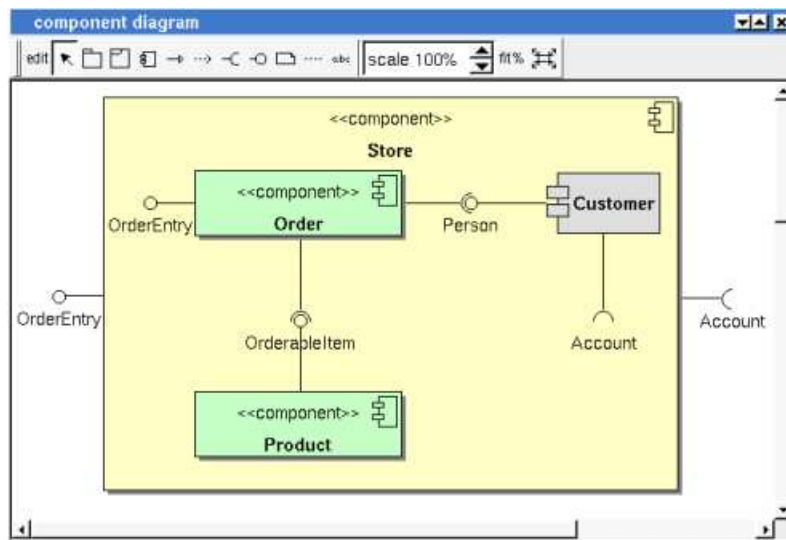 component diagram
edit
abc
scale 100%
fit%
<<component>>
Store
<<component>>
Order
OrderEntry
Person
Customer
OrderEntry
OrderableItem
Account
Account
<<component>>
Product